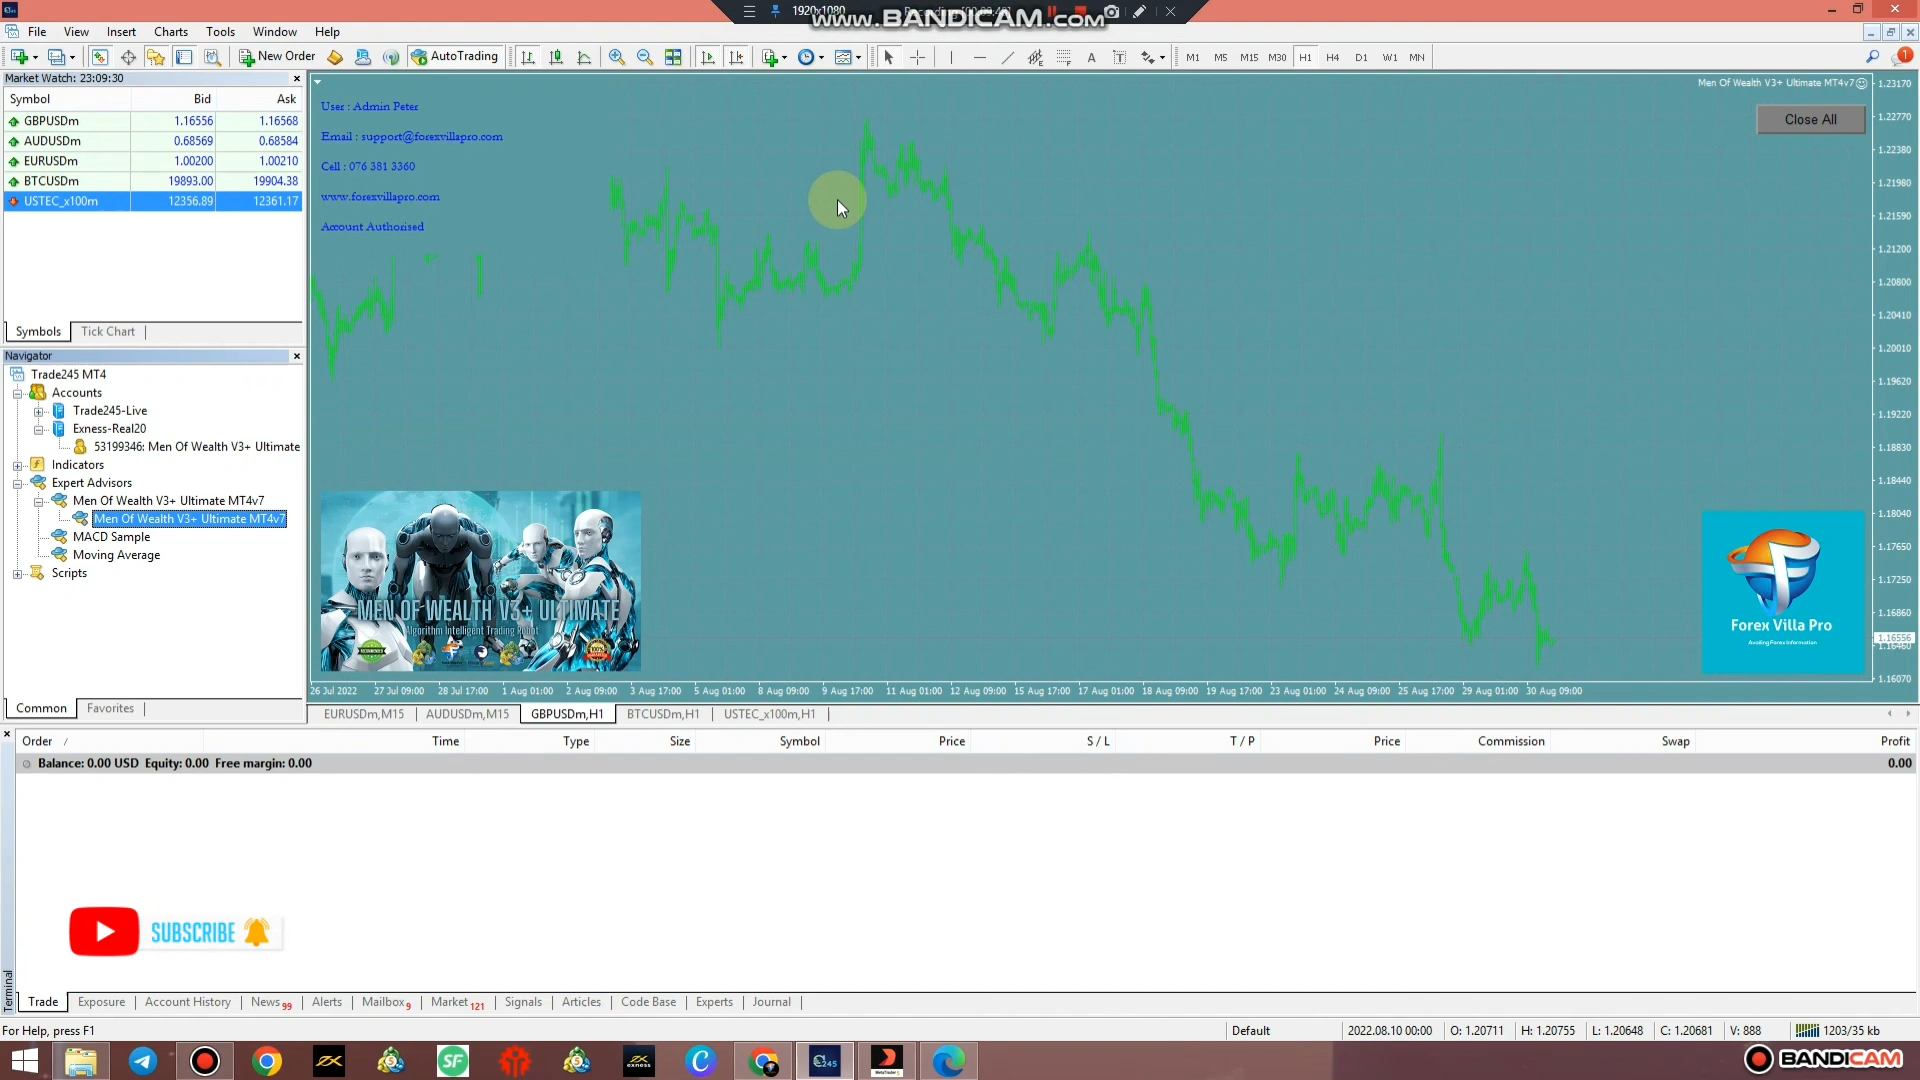 1920x1080
www.BANDICAM.com
File View Insert Charts Tools Window Help
New Order AutoTrading M1 M5 M15 M30 H1 H4 D1 W1 MN 1
Market Watch: 23:09:30
Symbol Bid Ask
GBPUSDm 1.16556 1.16568
AUDUSDm 0.68569 0.68584
EURUSDm 1.00200 1.00210
BTCUSDm 19893.00 19904.38
USTEC_x100m 12356.89 12361.17
Symbols Tick Chart
Navigator
Trade245 MT4
Accounts
Trade245-Live
Exness-Real20
53199346: Men Of Wealth V3+ Ultimate
Indicators
Expert Advisors
Men Of Wealth V3+ Ultimate MT4v7
Men Of Wealth V3+ Ultimate MT4v7
MACD Sample
Moving Average
Scripts
Common Favorites
User : Admin Peter
Email : support@forexvillapro.com
Cell : 076 381 3360
www.forexvillapro.com
Account Authorised
Men Of Wealth V3+ Ultimate MT4v7
Close All
1.23170
1.22770
1.22380
1.21980
1.21590
1.21200
1.20800
1.20410
1.20010
1.19620
1.19220
1.18830
1.18440
1.18040
1.17650
1.17250
1.16860
1.16556
1.16460
1.16070
MEN OF WEALTH V3+ ULTIMATE
Algorithm Intelligent Trading Robot
RECOMMENDED
Forex Villa Pro
Availing Forex Information
26 Jul 2022 27 Jul 09:00 28 Jul 17:00 1 Aug 01:00 2 Aug 09:00 3 Aug 17:00 5 Aug 01:00 8 Aug 09:00 9 Aug 17:00 11 Aug 01:00 12 Aug 09:00 15 Aug 17:00 17 Aug 01:00 18 Aug 09:00 19 Aug 17:00 23 Aug 01:00 24 Aug 09:00 25 Aug 17:00 29 Aug 01:00 30 Aug 09:00
EURUSDm,M15 AUDUSDm,M15 GBPUSDm,H1 BTCUSDm,H1 USTEC_x100m,H1
Order / Time Type Size Symbol Price S / L T / P Price Commission Swap Profit
Balance: 0.00 USD Equity: 0.00 Free margin: 0.00 0.00
SUBSCRIBE
Terminal
Trade Exposure Account History News 99 Alerts Mailbox 9 Market 121 Signals Articles Code Base Experts Journal
For Help, press F1 Default 2022.08.10 00:00 O: 1.20711 H: 1.20755 L: 1.20648 C: 1.20681 V: 888 1203/35 kb
BANDICAM